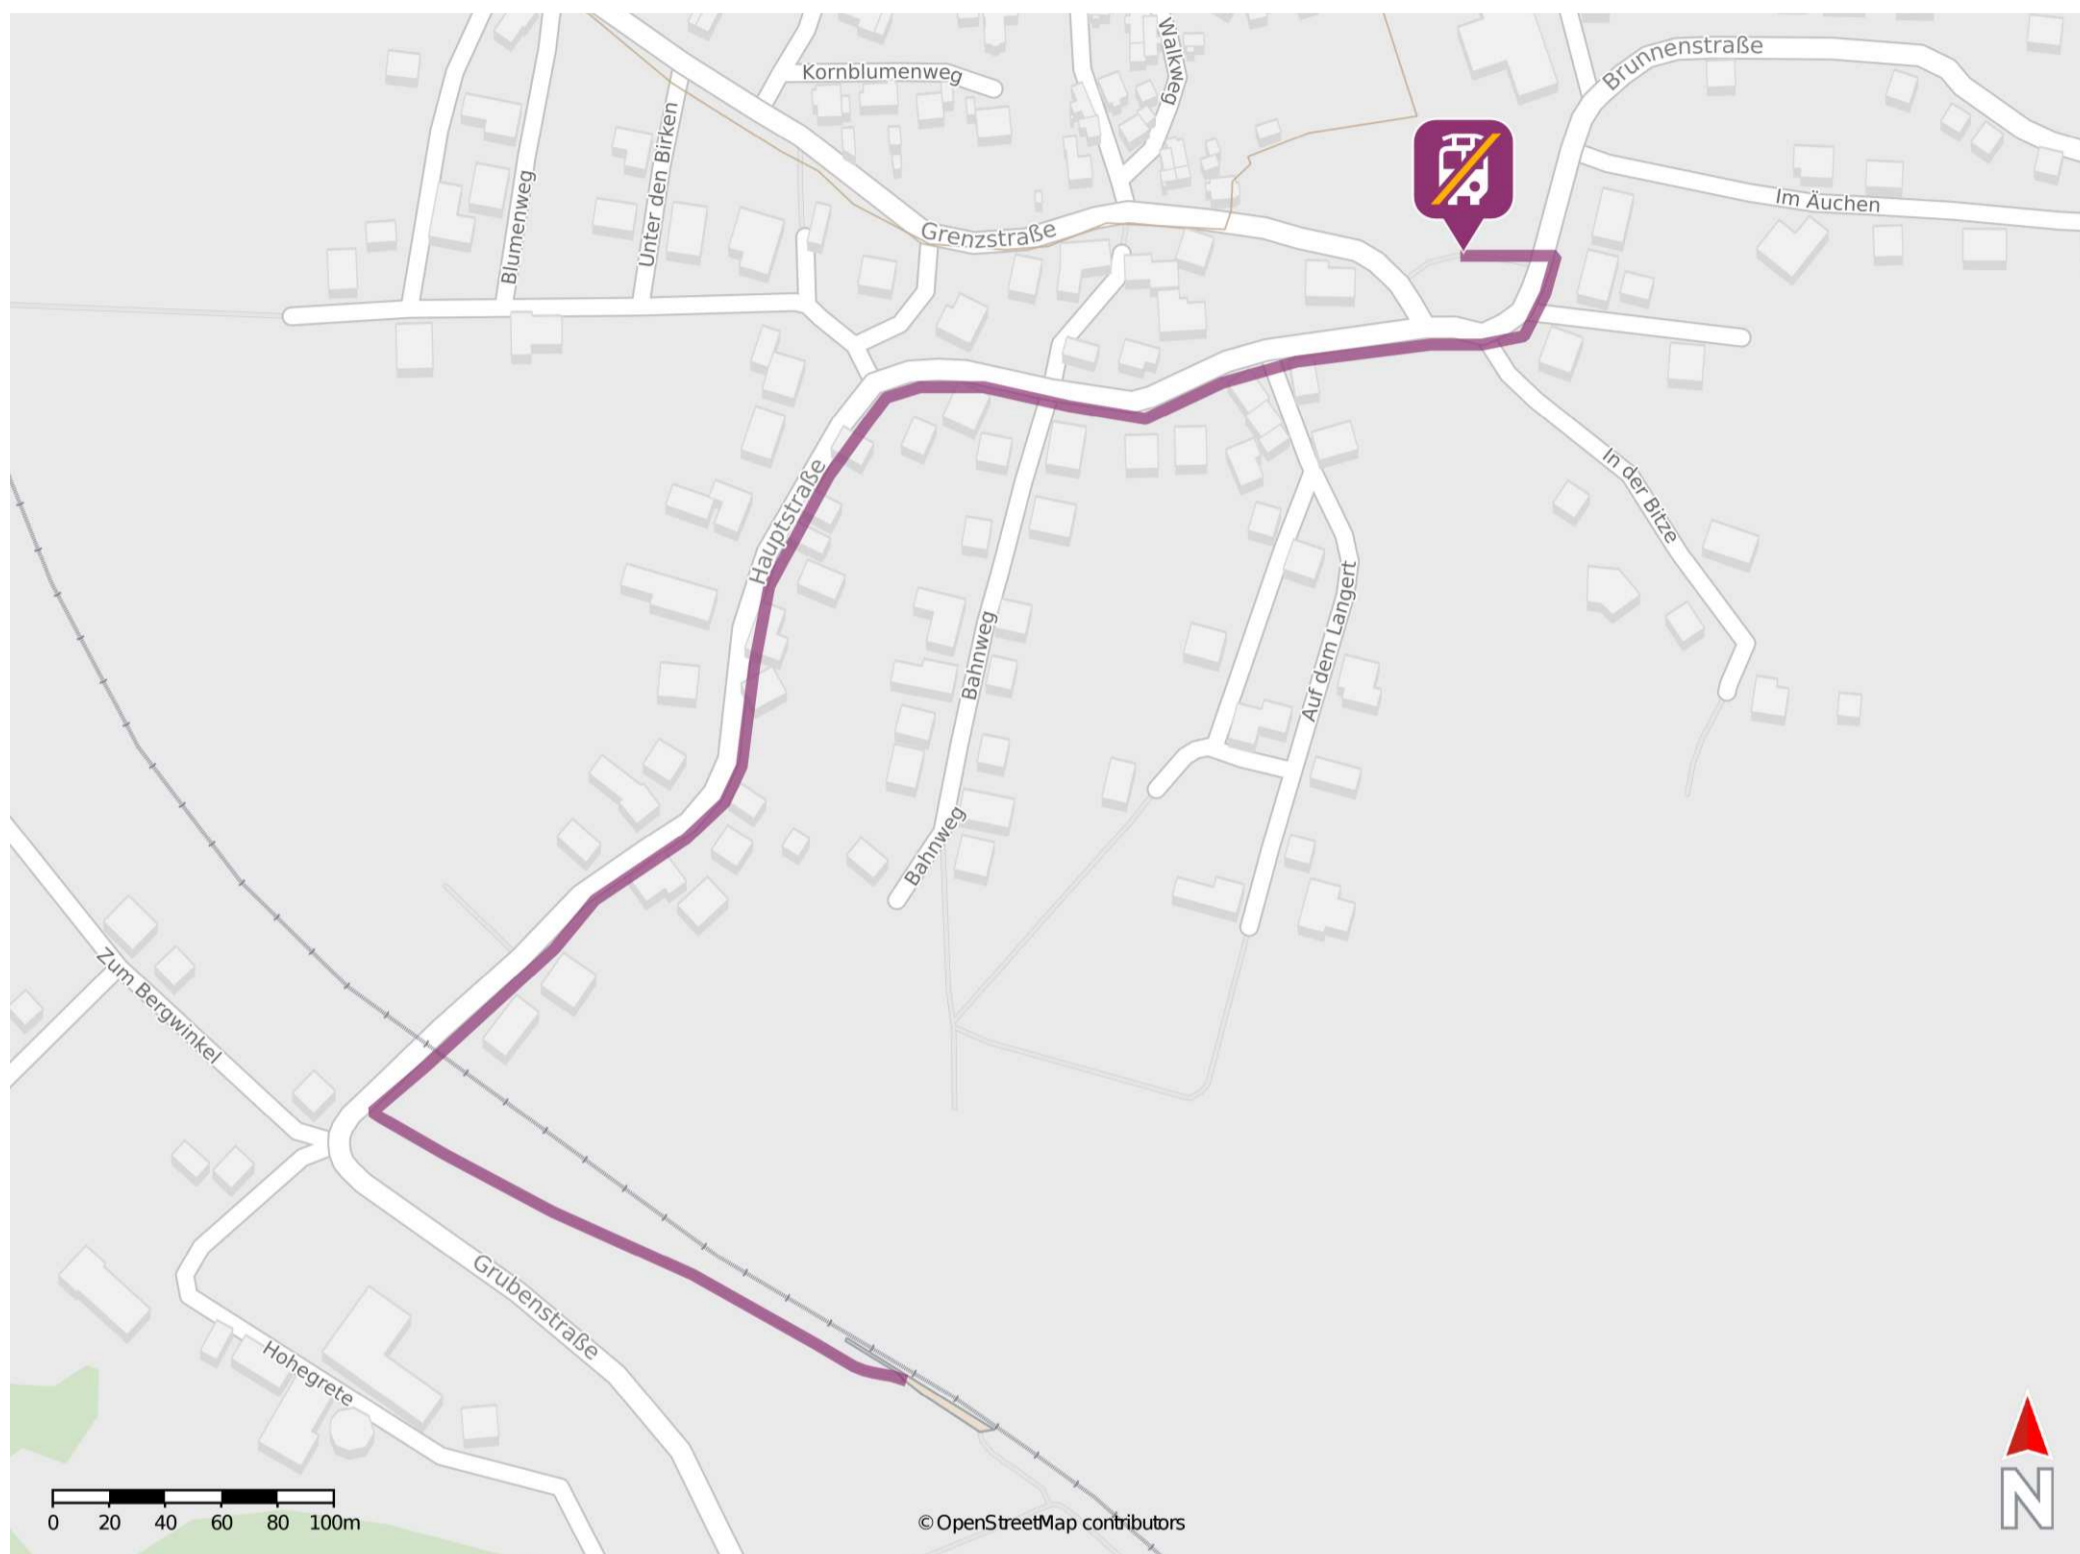 Brunnenstraße
Walkweg
Kornblumenweg
Unter den Birken
Blumenweg
Im Äuchen
Grenzstraße
Hauptstraße
In der Bitze
Bahnweg
Auf dem Langert
Bahnweg
Zum Bergwinkel
Grubenstraße
Hohegrete
N
0 20 40 60 80 100m
© OpenStreetMap contributors